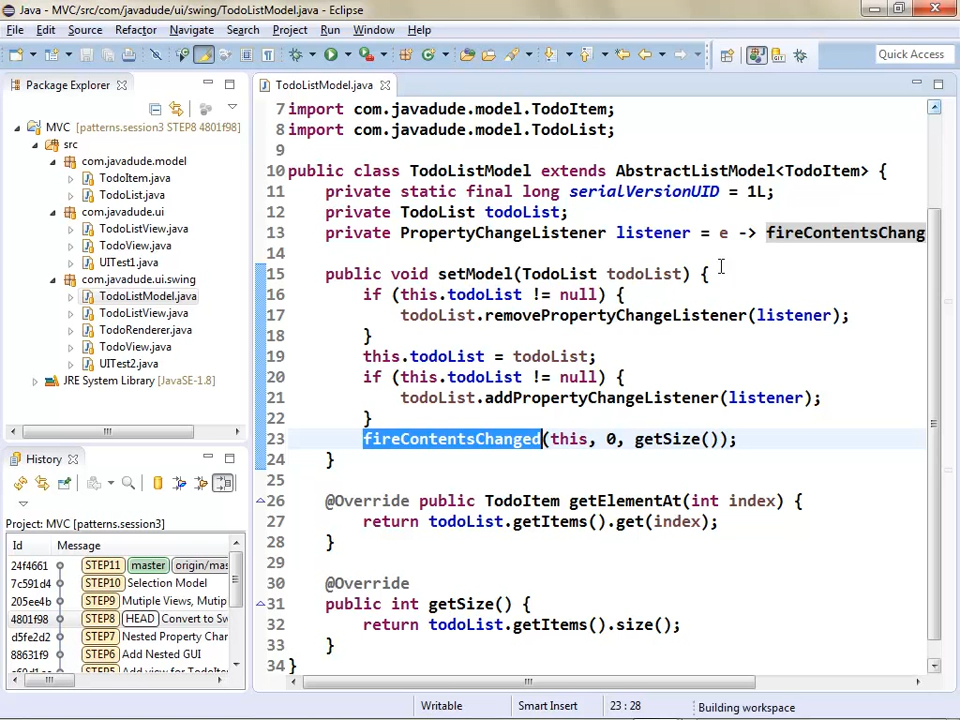 Java - MVC/src/com/javadude/ui/swing/TodoListModel.java - Eclipse
File Edit Source Refactor Navigate Search Project Run Window Help
Quick Access
Package Explorer
MVC [patterns.session3 STEP8 4801f98]
src
com.javadude.model
TodoItem.java
TodoList.java
com.javadude.ui
TodoListView.java
TodoView.java
UITest1.java
com.javadude.ui.swing
TodoListModel.java
TodoListView.java
TodoRenderer.java
TodoView.java
UITest2.java
JRE System Library [JavaSE-1.8]
History
Project: MVC [patterns.session3]
Id Message
24f4661 STEP11 master origin/mas
7c591d4 STEP10 Selection Model
205ee4b STEP9 Mutiple Views, Mutip
4801f98 STEP8 HEAD Convert to Sw
d5fe2d2 STEP7 Nested Property Chan
88631f9 STEP6 Add Nested GUI
TodoListModel.java
7 import com.javadude.model.TodoItem;
8 import com.javadude.model.TodoList;
9
10 public class TodoListModel extends AbstractListModel<TodoItem> {
11 private static final long serialVersionUID = 1L;
12 private TodoList todoList;
13 private PropertyChangeListener listener = e -> fireContentsChang
14
15 public void setModel(TodoList todoList) {
16 if (this.todoList != null) {
17 todoList.removePropertyChangeListener(listener);
18 }
19 this.todoList = todoList;
20 if (this.todoList != null) {
21 todoList.addPropertyChangeListener(listener);
22 }
23 fireContentsChanged(this, 0, getSize());
24 }
25
26 @Override public TodoItem getElementAt(int index) {
27 return todoList.getItems().get(index);
28 }
29
30 @Override
31 public int getSize() {
32 return todoList.getItems().size();
33 }
34 }
Writable Smart Insert 23 : 28 Building workspace